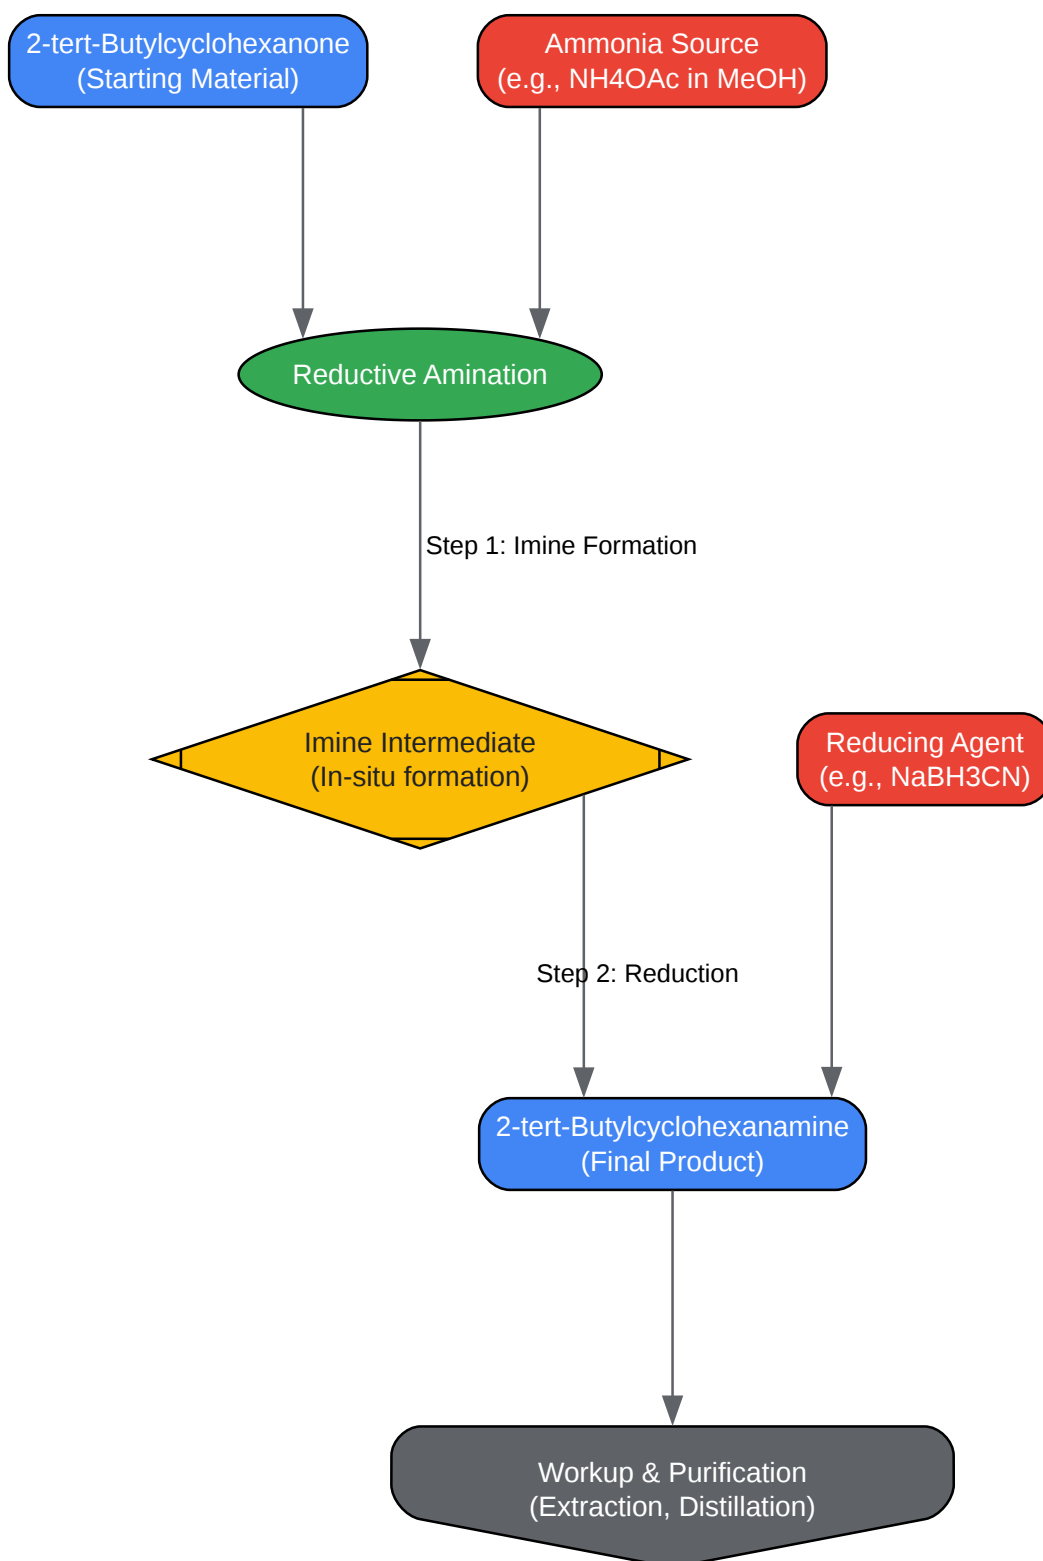 2-tert-Butylcyclohexanone
(Starting Material)
Ammonia Source
(e.g., NH4OAc in MeOH)
Reductive Amination
Step 1: Imine Formation
Imine Intermediate
(In-situ formation)
Reducing Agent
(e.g., NaBH3CN)
Step 2: Reduction
2-tert-Butylcyclohexanamine
(Final Product)
Workup & Purification
(Extraction, Distillation)